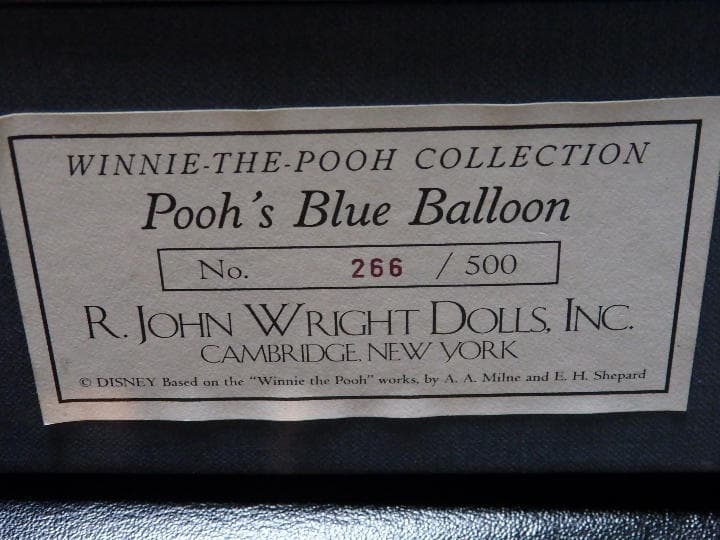 WINNIE-THE-POOH COLLECTION
Pooh's Blue Balloon
No. 266 / 500
R. JOHN WRIGHT DOLLS, INC.
CAMBRIDGE, NEW YORK
© DISNEY Based on the "Winnie the Pooh" works, by A. A. Milne and E. H. Shepard